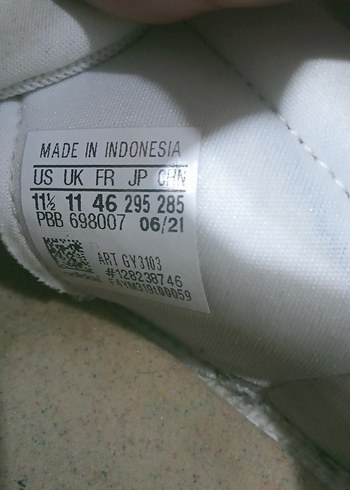 MADE IN INDONESIA
US UK FR JP CHN
11½ 11 46 295 285
PBB 698007 06/21
ART GY3103
#128238746